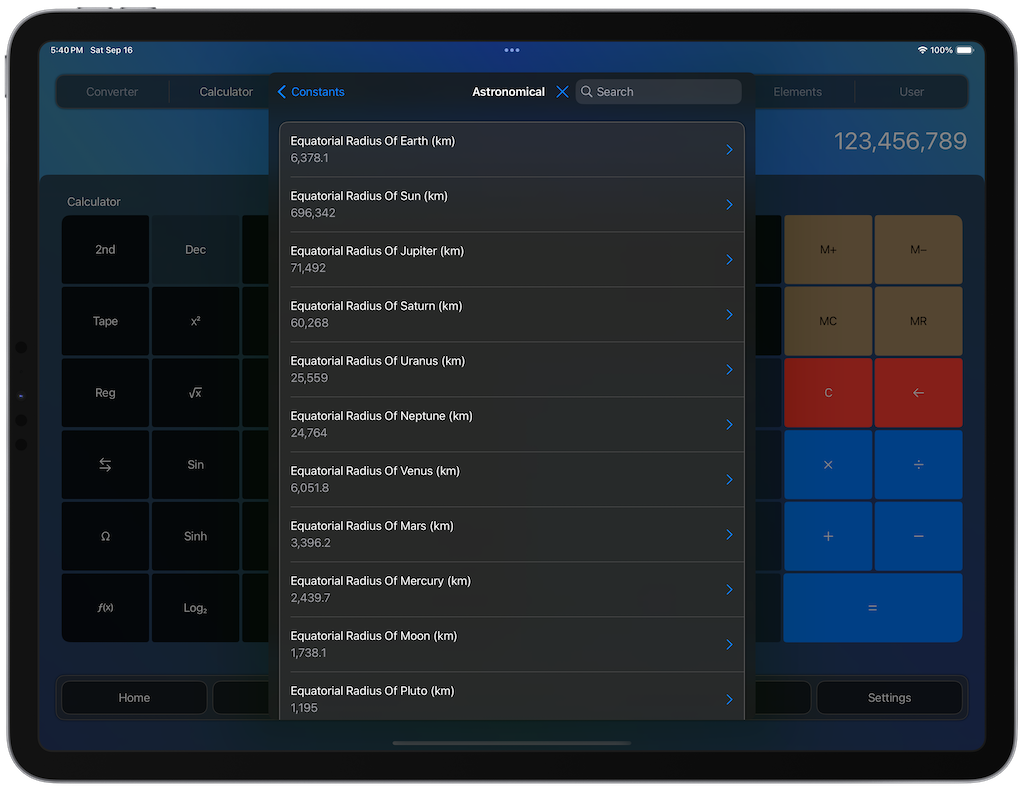 5:40 PM Sat Sep 16
100%
Converter
Calculator
Constants
Astronomical
Search
Elements
User
123,456,789
Calculator
Equatorial Radius Of Earth (km)
6,378.1
Equatorial Radius Of Sun (km)
696,342
Equatorial Radius Of Jupiter (km)
71,492
Equatorial Radius Of Saturn (km)
60,268
Equatorial Radius Of Uranus (km)
25,559
Equatorial Radius Of Neptune (km)
24,764
Equatorial Radius Of Venus (km)
6,051.8
Equatorial Radius Of Mars (km)
3,396.2
Equatorial Radius Of Mercury (km)
2,439.7
Equatorial Radius Of Moon (km)
1,738.1
Equatorial Radius Of Pluto (km)
1,195
2nd
Dec
M+
M−
Tape
x²
MC
MR
Reg
√x
C
←
⇆
Sin
×
÷
Ω
Sinh
+
−
f(x)
Log₂
=
Home
Settings